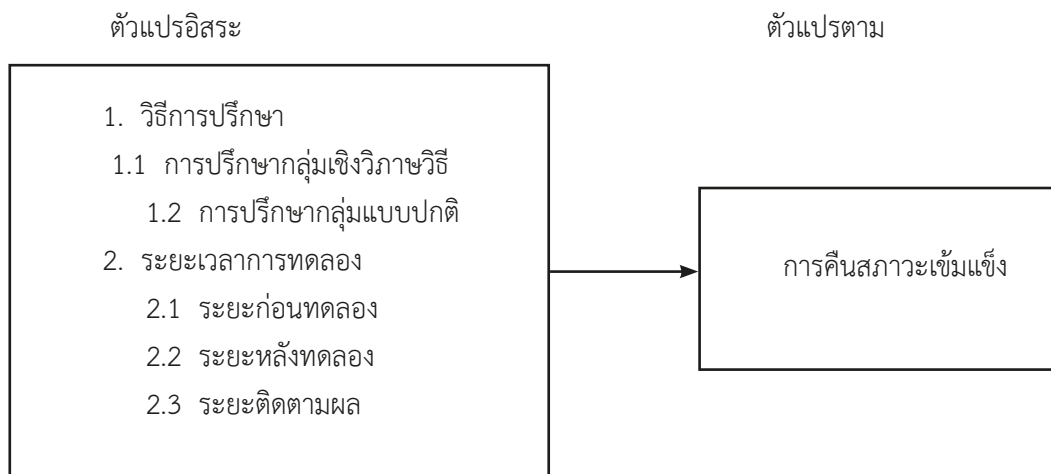 ตัวแปรอิสระ
ตัวแปรตาม
1. วิธีการปรึกษา
1.1 การปรึกษากลุ่มเชิงวิภาษวิธี
1.2 การปรึกษากลุ่มแบบปกติ
2. ระยะเวลาการทดลอง
2.1 ระยะก่อนทดลอง
2.2 ระยะหลังทดลอง
2.3 ระยะติดตามผล
การคืนสภาวะเข้มแข็ง